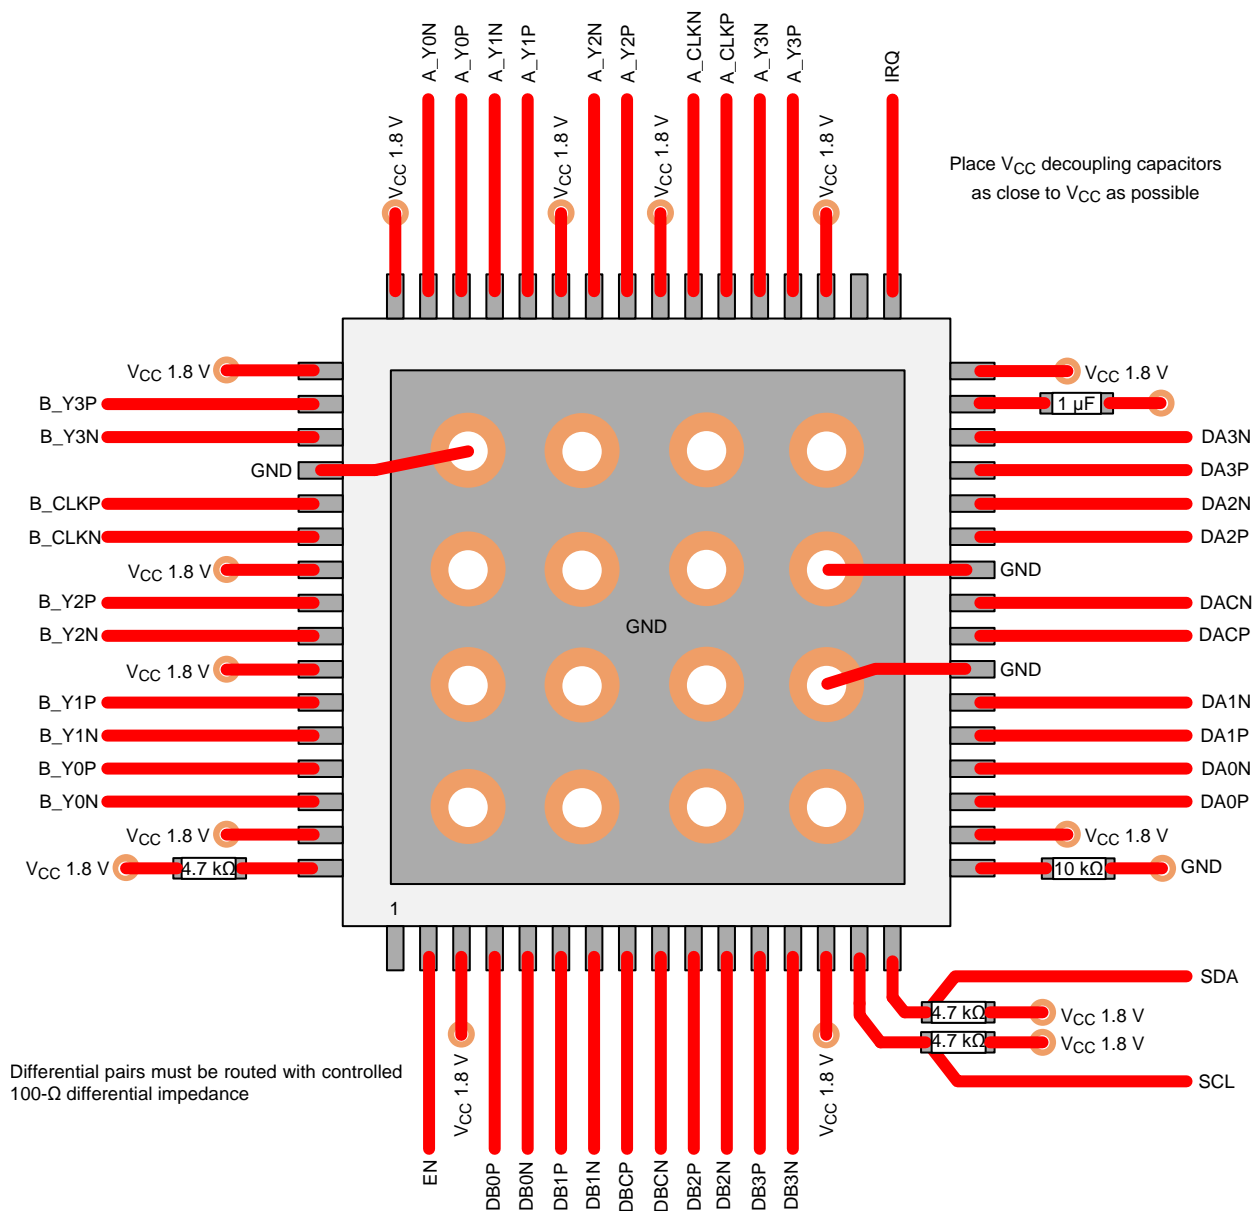 A_Y0N
A_Y0P
A_Y1N
A_Y1P
A_Y2N
A_Y2P
A_CLKN
A_CLKP
A_Y3N
A_Y3P
IRQ
VCC 1.8 V
VCC 1.8 V
VCC 1.8 V
VCC 1.8 V
Place VCC decoupling capacitors
as close to VCC as possible
VCC 1.8 V
B_Y3P
B_Y3N
GND
B_CLKP
B_CLKN
VCC 1.8 V
B_Y2P
B_Y2N
VCC 1.8 V
B_Y1P
B_Y1N
B_Y0P
B_Y0N
VCC 1.8 V
VCC 1.8 V
4.7 kΩ
GND
1
VCC 1.8 V
1 µF
DA3N
DA3P
DA2N
DA2P
GND
DACN
DACP
GND
DA1N
DA1P
DA0N
DA0P
VCC 1.8 V
10 kΩ
GND
SDA
4.7 kΩ
VCC 1.8 V
4.7 kΩ
VCC 1.8 V
SCL
Differential pairs must be routed with controlled
100-Ω differential impedance
VCC 1.8 V
VCC 1.8 V
EN
DB0P
DB0N
DB1P
DB1N
DBCP
DBCN
DB2P
DB2N
DB3P
DB3N